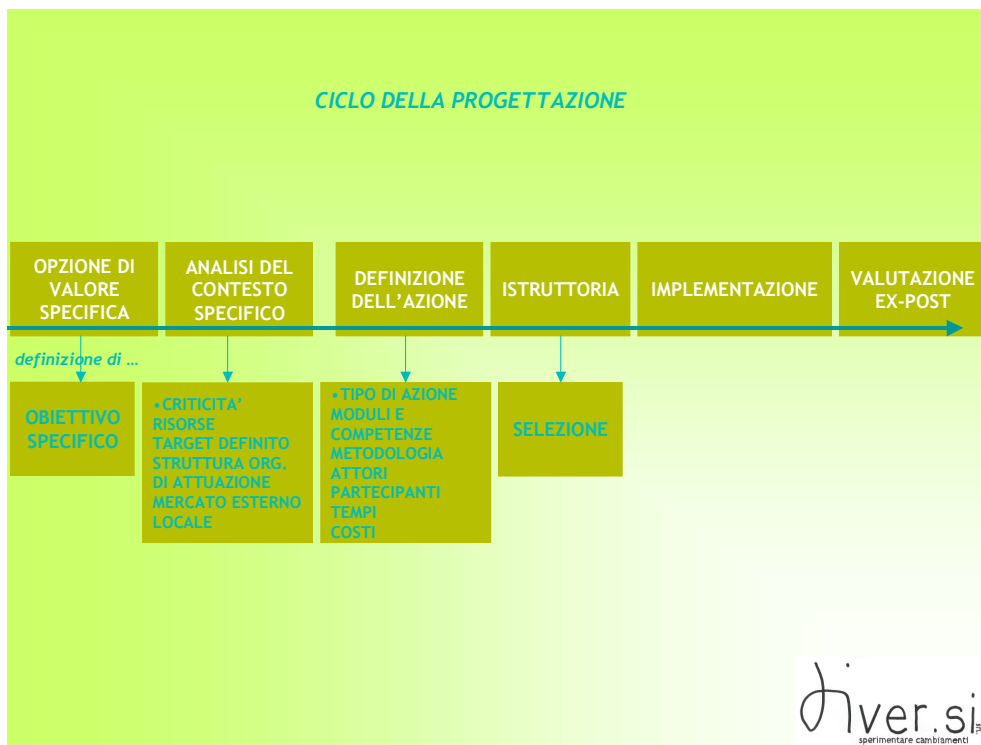 CICLO DELLA PROGETTAZIONE
OPZIONE DI
VALORE
SPECIFICA
ANALISI DEL
CONTESTO
SPECIFICO
DEFINIZIONE
DELL’AZIONE
ISTRUTTORIA
IMPLEMENTAZIONE
VALUTAZIONE
EX-POST
definizione di …
OBIETTIVO
SPECIFICO
•CRITICITA’
RISORSE
TARGET DEFINITO
STRUTTURA ORG.
DI ATTUAZIONE
MERCATO ESTERNO
LOCALE
•TIPO DI AZIONE
MODULI E
COMPETENZE
METODOLOGIA
ATTORI
PARTECIPANTI
TEMPI
COSTI
SELEZIONE
diver.si srl
sperimentare cambiamenti